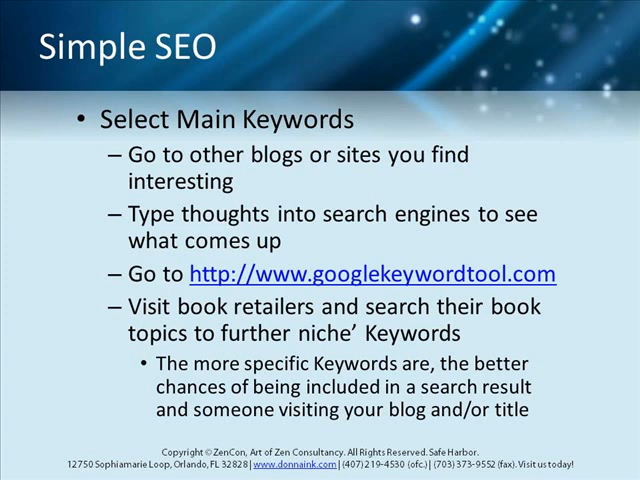 Simple SEO
• Select Main Keywords
– Go to other blogs or sites you find
interesting
– Type thoughts into search engines to see
what comes up
– Go to http://www.googlekeywordtool.com
– Visit book retailers and search their book
topics to further niche’ Keywords
• The more specific Keywords are, the better
chances of being included in a search result
and someone visiting your blog and/or title
Copyright © ZenCon, Art of Zen Consultancy. All Rights Reserved. Safe Harbor.
12750 Sophiamarie Loop, Orlando, FL 32828 | www.donnaink.com | (407) 219-4530 (ofc.) | (703) 373-9552 (fax). Visit us today!